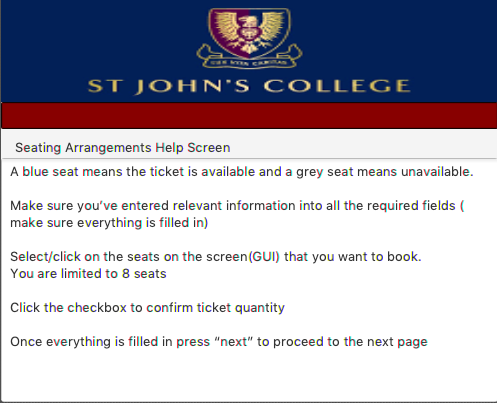 LUX VITA CARITAS
ST JOHN'S COLLEGE
Seating Arrangements Help Screen
A blue seat means the ticket is available and a grey seat means unavailable.
Make sure you've entered relevant information into all the required fields (
make sure everything is filled in)
Select/click on the seats on the screen(GUI) that you want to book.
You are limited to 8 seats
Click the checkbox to confirm ticket quantity
Once everything is filled in press “next” to proceed to the next page